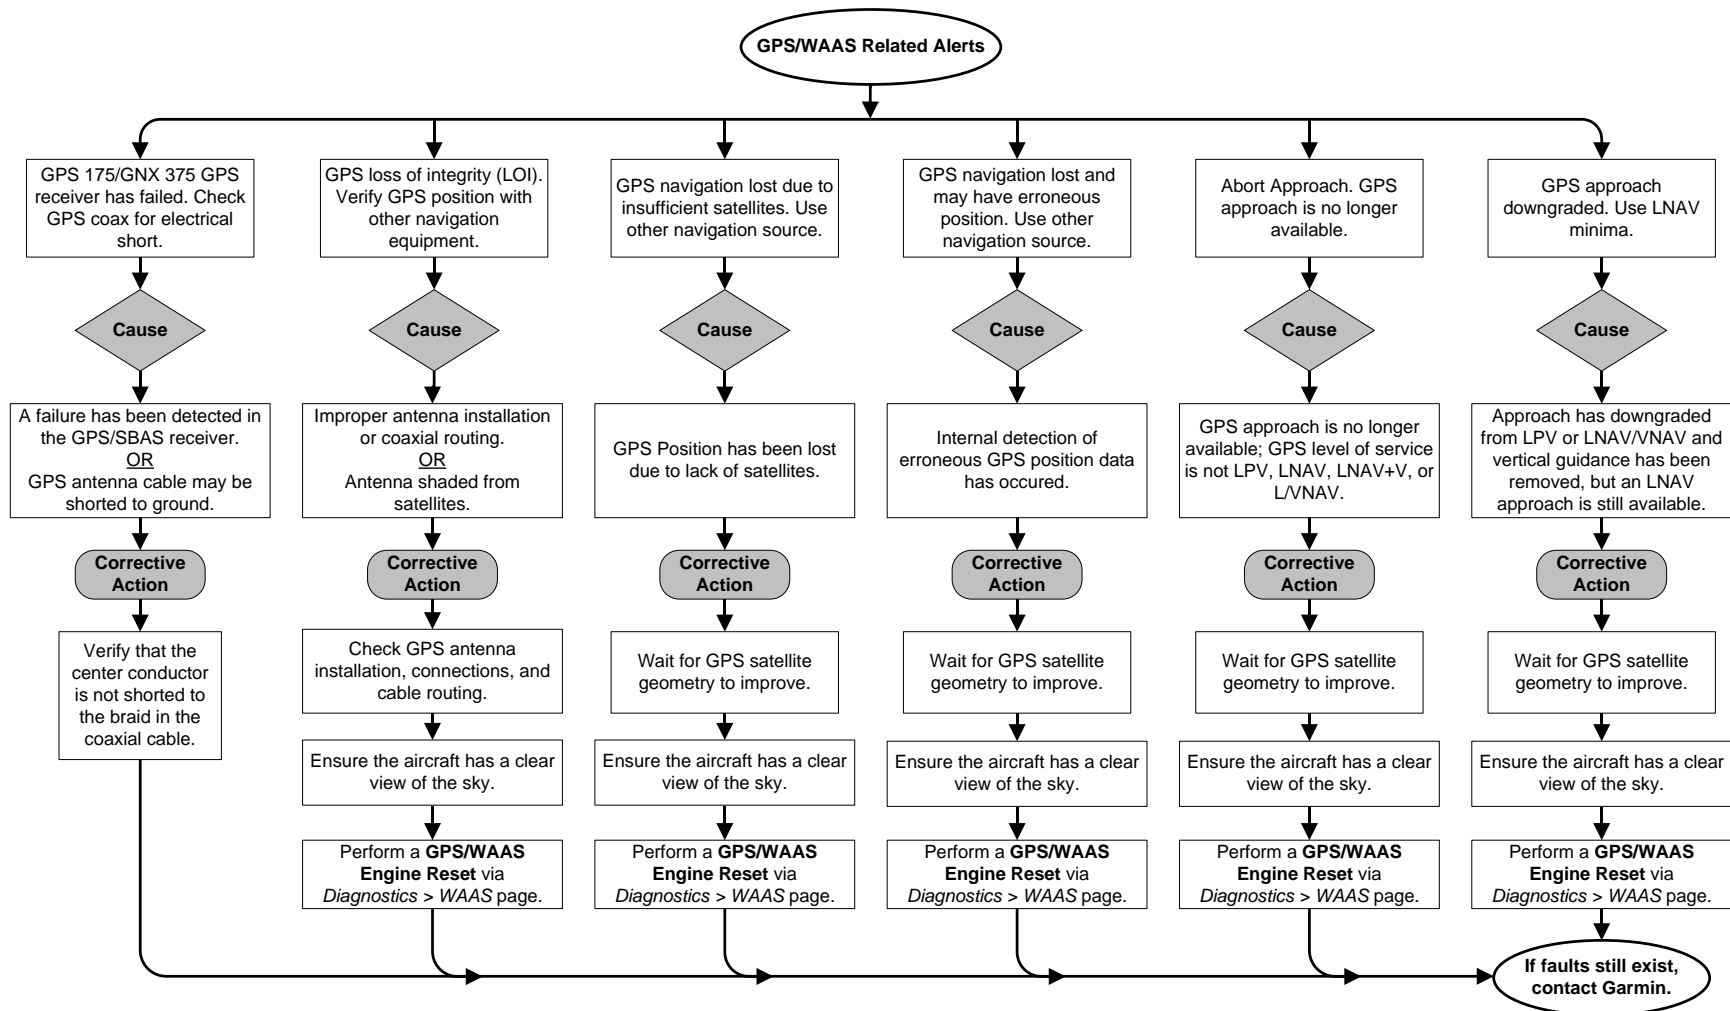 GPS/WAAS Related Alerts
GPS 175/GNX 375 GPS
receiver has failed. Check
GPS coax for electrical
short.
GPS loss of integrity (LOI).
Verify GPS position with
other navigation
equipment.
GPS navigation lost due to
insufficient satellites. Use
other navigation source.
GPS navigation lost and
may have erroneous
position. Use other
navigation source.
Abort Approach. GPS
approach is no longer
available.
GPS approach
downgraded. Use LNAV
minima.
Cause
Cause
Cause
Cause
Cause
Cause
A failure has been detected in
the GPS/SBAS receiver.
OR
GPS antenna cable may be
shorted to ground.
Improper antenna installation
or coaxial routing.
OR
Antenna shaded from
satellites.
GPS Position has been lost
due to lack of satellites.
Internal detection of
erroneous GPS position data
has occured.
GPS approach is no longer
available; GPS level of service
is not LPV, LNAV, LNAV+V, or
L/VNAV.
Approach has downgraded
from LPV or LNAV/VNAV and
vertical guidance has been
removed, but an LNAV
approach is still available.
Corrective
Action
Corrective
Action
Corrective
Action
Corrective
Action
Corrective
Action
Corrective
Action
Verify that the
center conductor
is not shorted to
the braid in the
coaxial cable.
Check GPS antenna
installation, connections, and
cable routing.
Wait for GPS satellite
geometry to improve.
Wait for GPS satellite
geometry to improve.
Wait for GPS satellite
geometry to improve.
Wait for GPS satellite
geometry to improve.
Ensure the aircraft has a clear
view of the sky.
Ensure the aircraft has a clear
view of the sky.
Ensure the aircraft has a clear
view of the sky.
Ensure the aircraft has a clear
view of the sky.
Ensure the aircraft has a clear
view of the sky.
Perform a GPS/WAAS
Engine Reset via
Diagnostics > WAAS page.
Perform a GPS/WAAS
Engine Reset via
Diagnostics > WAAS page.
Perform a GPS/WAAS
Engine Reset via
Diagnostics > WAAS page.
Perform a GPS/WAAS
Engine Reset via
Diagnostics > WAAS page.
Perform a GPS/WAAS
Engine Reset via
Diagnostics > WAAS page.
If faults still exist,
contact Garmin.